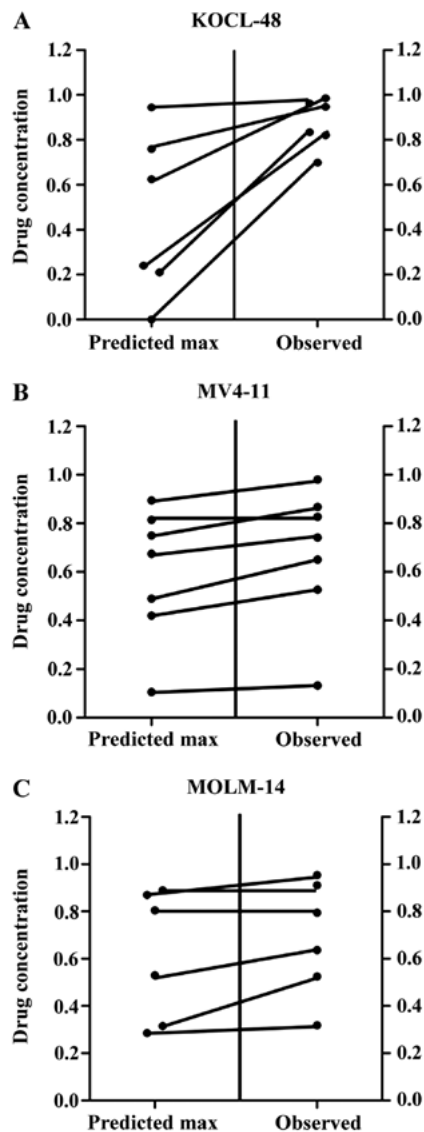 A
KOCL-48
1.2 1.2
1.0 1.0
0.8 0.8
0.6 0.6
0.4 0.4
0.2 0.2
0.0 0.0
Drug concentration
Predicted max Observed
B
MV4-11
1.2 1.2
1.0 1.0
0.8 0.8
0.6 0.6
0.4 0.4
0.2 0.2
0.0 0.0
Drug concentration
Predicted max Observed
C
MOLM-14
1.2 1.2
1.0 1.0
0.8 0.8
0.6 0.6
0.4 0.4
0.2 0.2
0.0 0.0
Drug concentration
Predicted max Observed